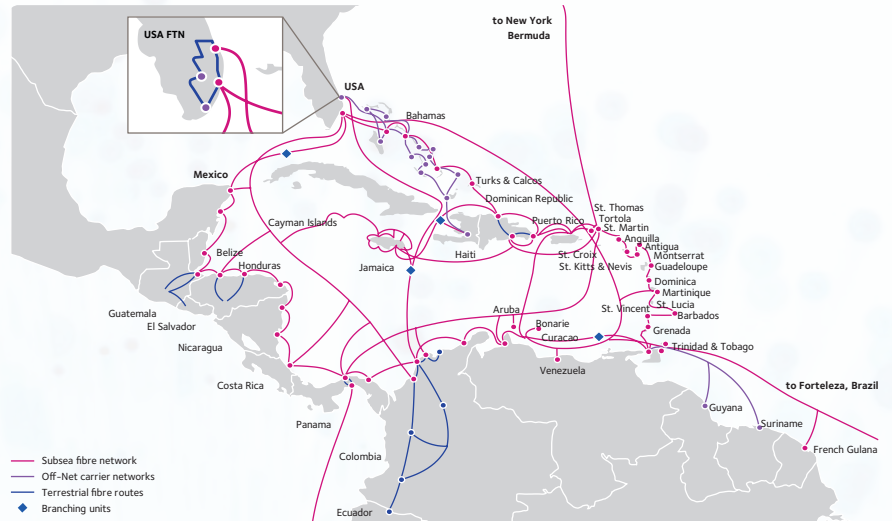 to New York
Bermuda
USA FTN
USA
Bahamas
Mexico
Turks & Calcos
Dominican Republic
Cayman Islands
Puerto Rico
St. Thomas
Tortola
St. Martin
Anguilla
Antigua
Montserrat
Guadeloupe
Belize
Haiti
St. Croix
St. Kitts & Nevis
Honduras
Jamaica
Dominica
Martinique
St. Lucia
St. Vincent
Barbados
Guatemala
El Salvador
Aruba
Bonarie
Curacao
Grenada
Nicaragua
Trinidad & Tobago
Venezuela
Costa Rica
to Forteleza, Brazil
Guyana
Panama
Suriname
French Gulana
Colombia
Ecuador
Subsea fibre network
Off-Net carrier networks
Terrestrial fibre routes
Branching units